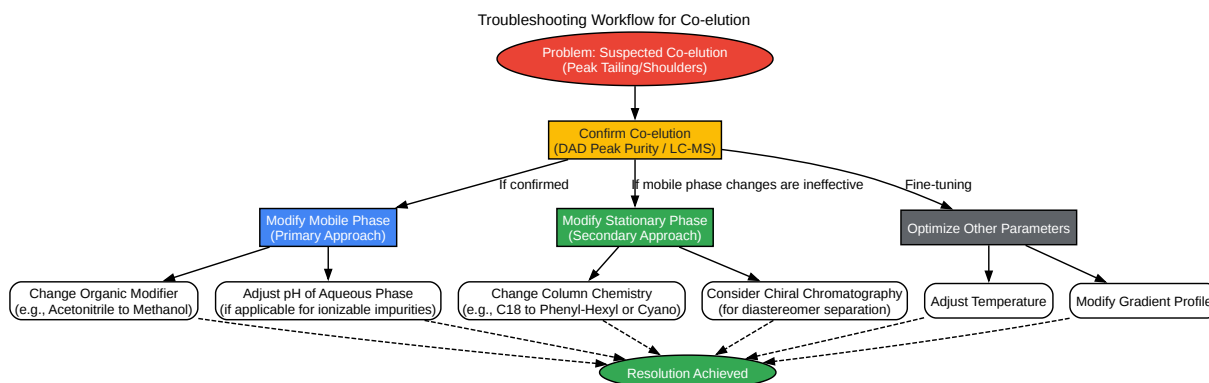 Troubleshooting Workflow for Co-elution
Problem: Suspected Co-elution
(Peak Tailing/Shoulders)
Confirm Co-elution
(DAD Peak Purity / LC-MS)
If confirmed
If mobile phase changes are ineffective
Fine-tuning
Modify Mobile Phase
(Primary Approach)
Modify Stationary Phase
(Secondary Approach)
Optimize Other Parameters
Change Organic Modifier
(e.g., Acetonitrile to Methanol)
Adjust pH of Aqueous Phase
(if applicable for ionizable impurities)
Change Column Chemistry
(e.g., C18 to Phenyl-Hexyl or Cyano)
Consider Chiral Chromatography
(for diastereomer separation)
Adjust Temperature
Modify Gradient Profile
Resolution Achieved